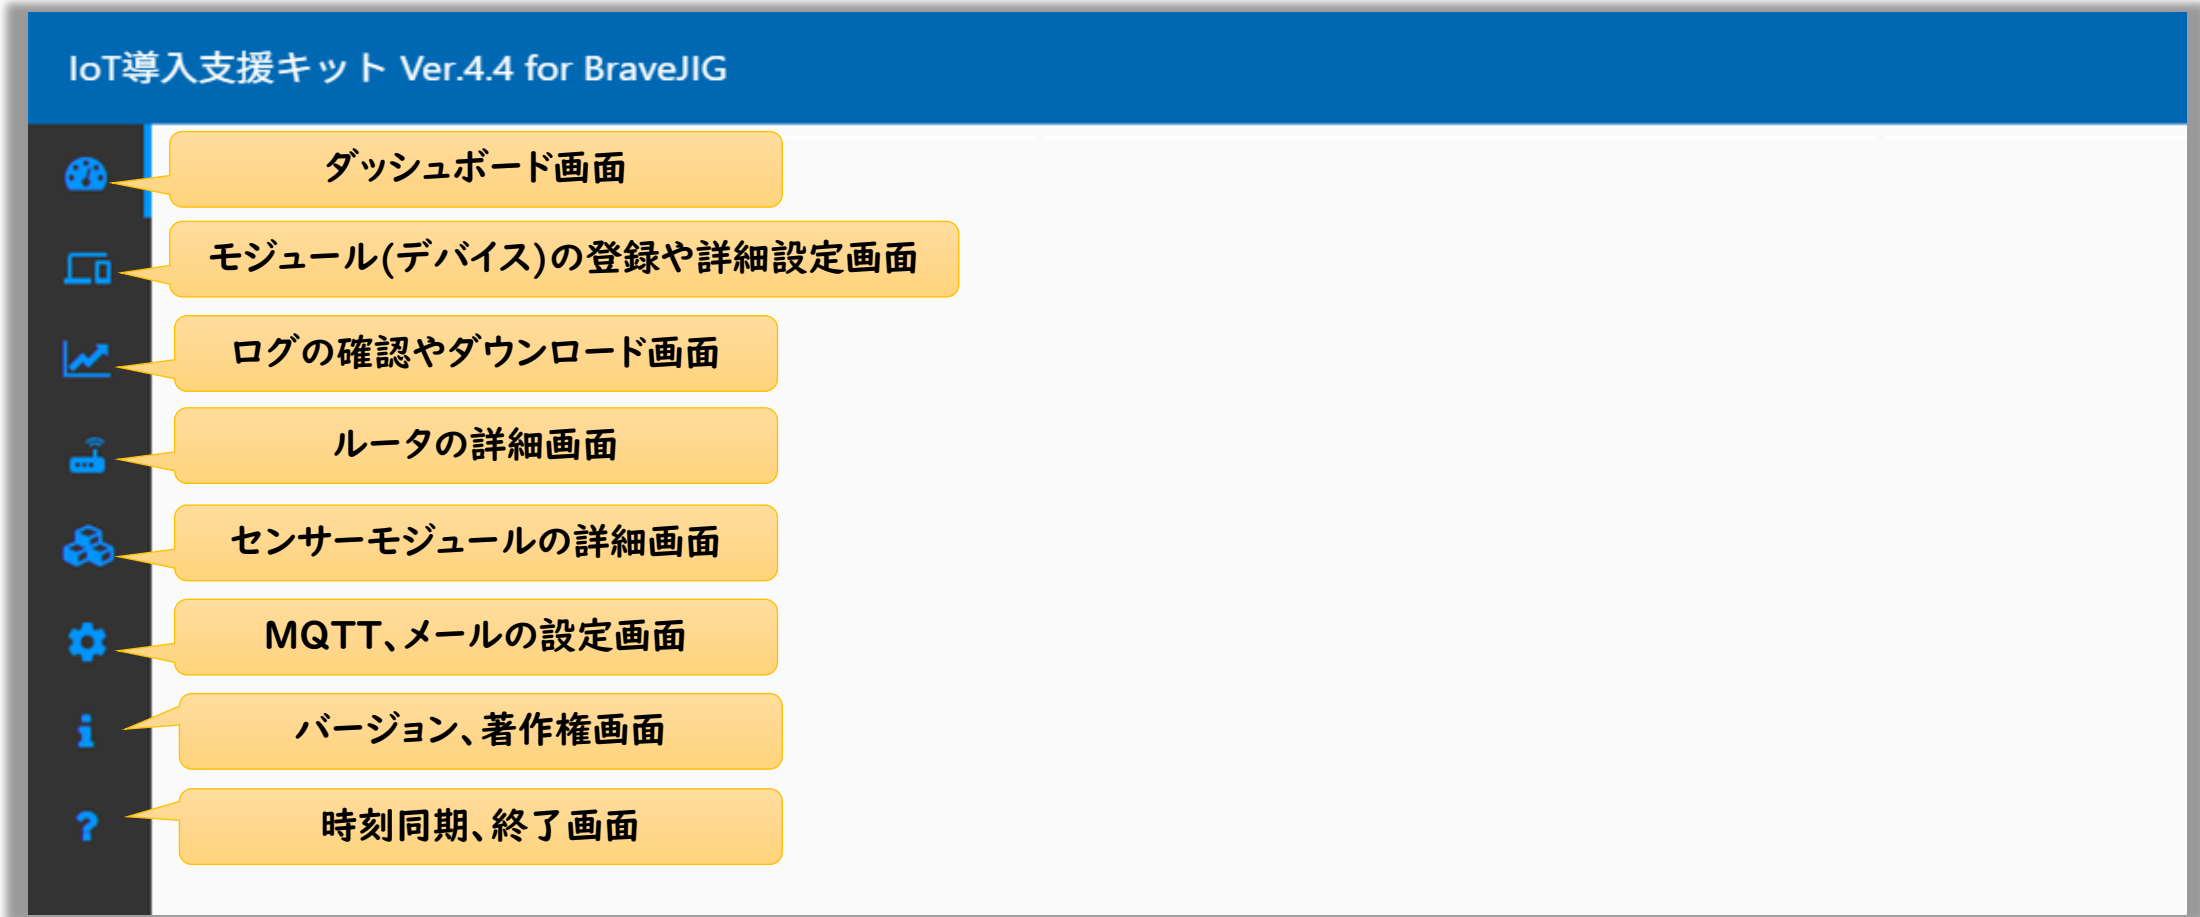 IoT導入支援キット Ver.4.4 for BraveJIG
ダッシュボード画面
モジュール(デバイス)の登録や詳細設定画面
ログの確認やダウンロード画面
ルータの詳細画面
センサーモジュールの詳細画面
MQTT、メールの設定画面
バージョン、著作権画面
時刻同期、終了画面